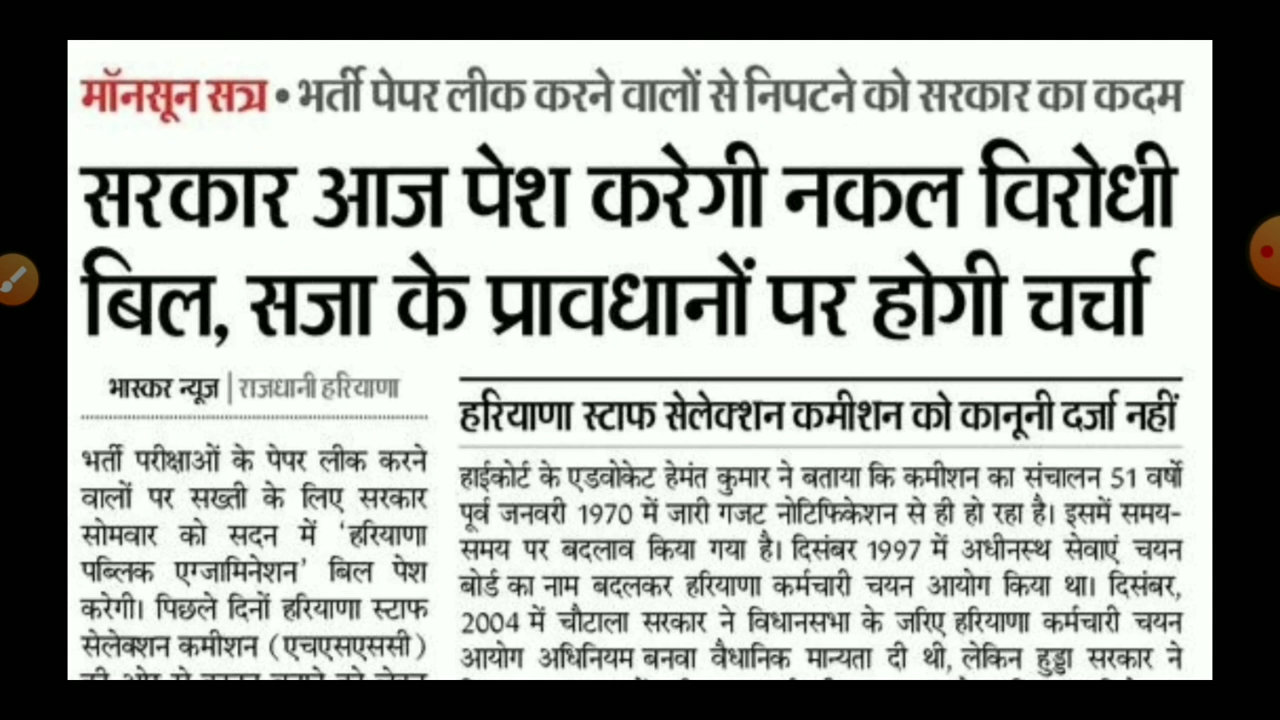 मॉनसून सत्र • भर्ती पेपर लीक करने वालों से निपटने को सरकार का कदम
सरकार आज पेश करेगी नकल विरोधी
बिल, सजा के प्रावधानों पर होगी चर्चा
भास्कर न्यूज | राजधानी हरियाणा
भर्ती परीक्षाओं के पेपर लीक करने
वालों पर सख्ती के लिए सरकार
सोमवार को सदन में 'हरियाणा
पब्लिक एग्जामिनेशन' बिल पेश
करेगी। पिछले दिनों हरियाणा स्टाफ
सेलेक्शन कमीशन (एचएसएससी)
हरियाणा स्टाफ सेलेक्शन कमीशन को कानूनी दर्जा नहीं
हाईकोर्ट के एडवोकेट हेमंत कुमार ने बताया कि कमीशन का संचालन 51 वर्षों
पूर्व जनवरी 1970 में जारी गजट नोटिफिकेशन से ही हो रहा है। इसमें समय-
समय पर बदलाव किया गया है। दिसंबर 1997 में अधीनस्थ सेवाएं चयन
बोर्ड का नाम बदलकर हरियाणा कर्मचारी चयन आयोग किया था। दिसंबर,
2004 में चौटाला सरकार ने विधानसभा के जरिए हरियाणा कर्मचारी चयन
आयोग अधिनियम बनवा वैधानिक मान्यता दी थी, लेकिन हुड्डा सरकार ने